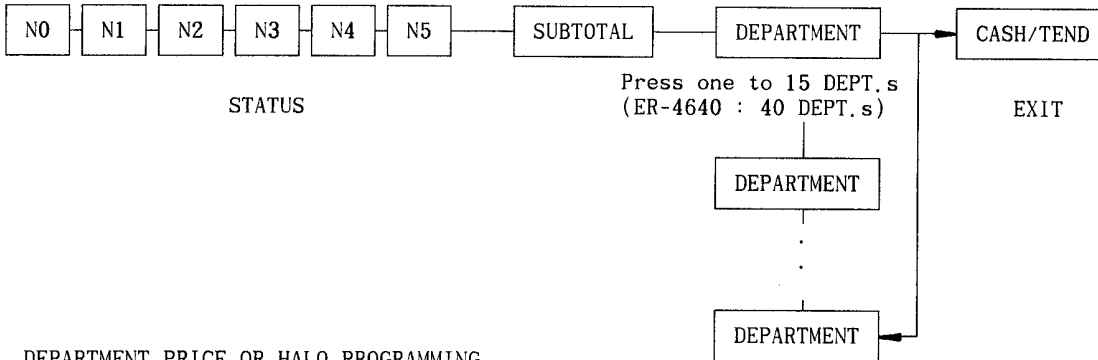 N0 N1 N2 N3 N4 N5 SUBTOTAL DEPARTMENT CASH/TEND
STATUS
Press one to 15 DEPT.s
(ER-4640 : 40 DEPT.s)
EXIT
DEPARTMENT
DEPARTMENT
DEPARTMENT PRICE OR HALO PROGRAMMING